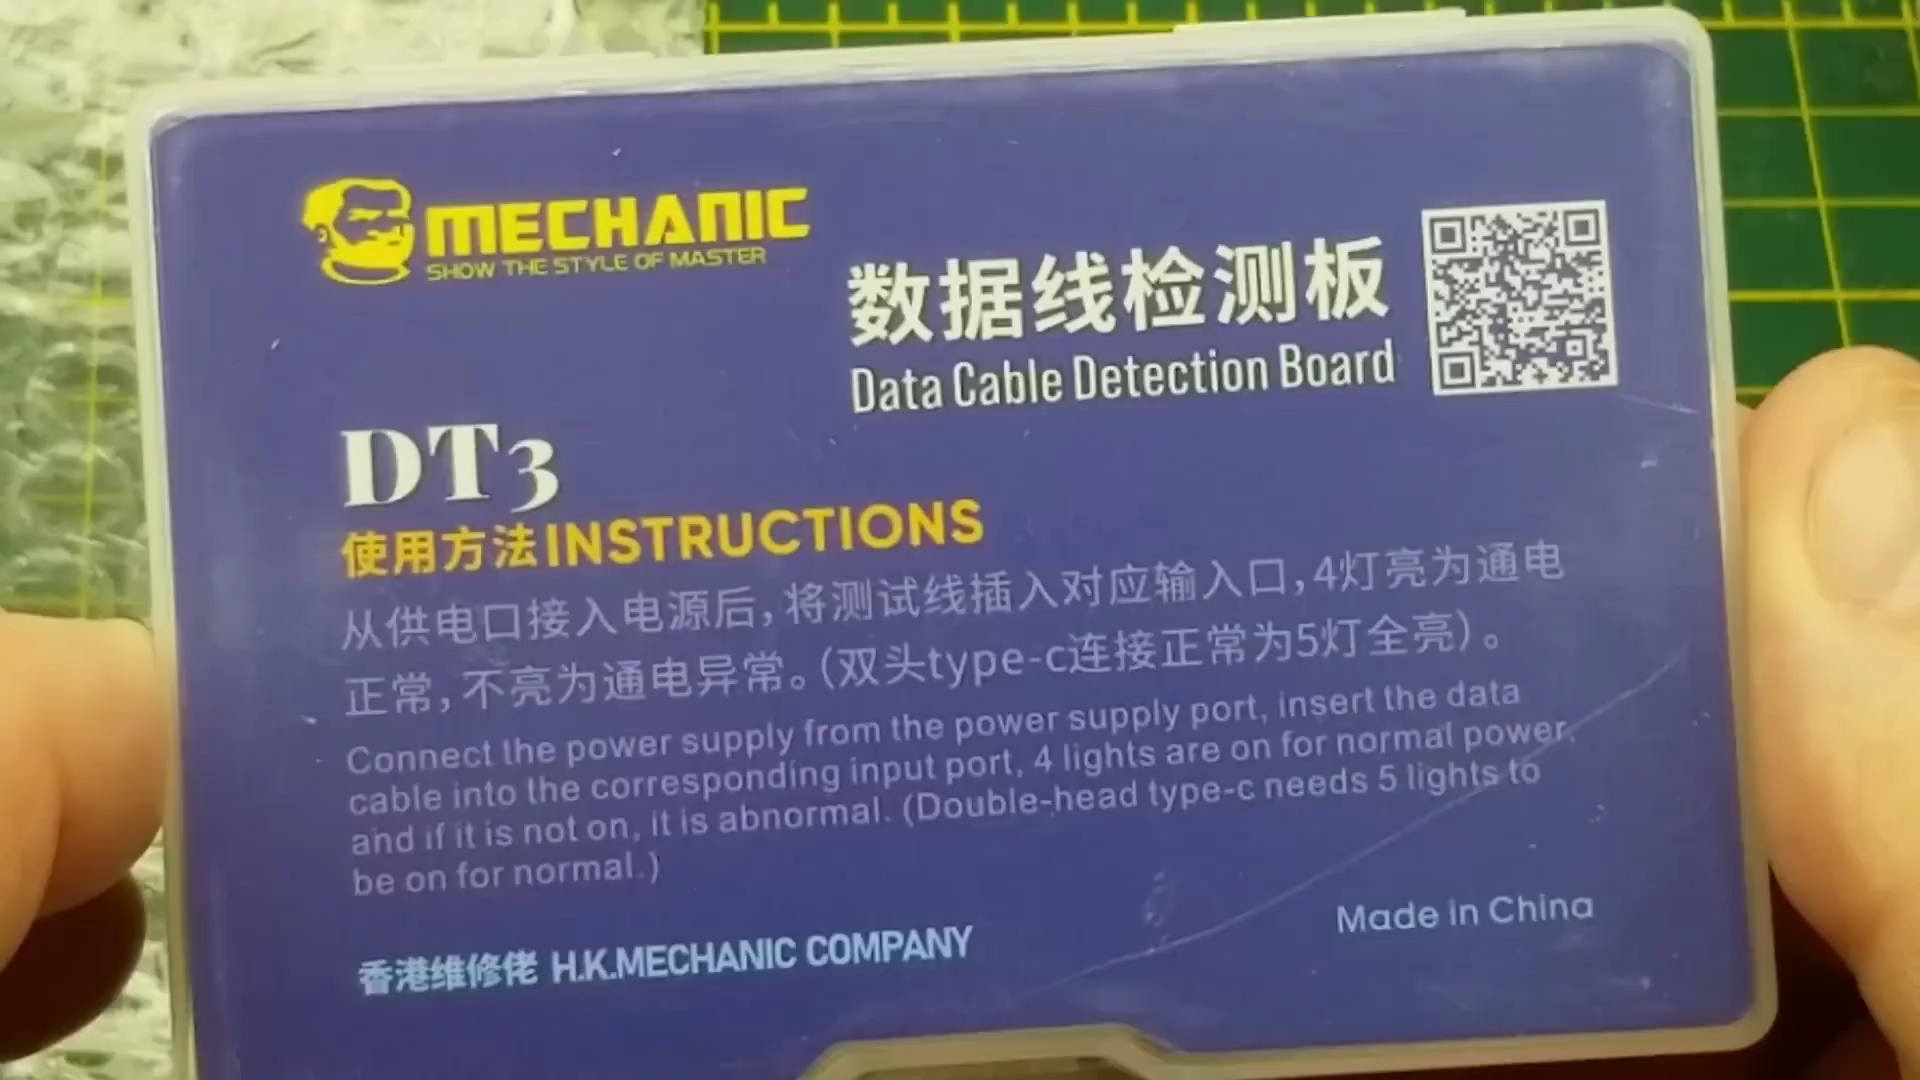 MECHANIC
SHOW THE STYLE OF MASTER
数据线检测板
Data Cable Detection Board
DT3
使用方法INSTRUCTIONS
从供电口接入电源后，将测试线插入对应输入口，4灯亮为通电
正常，不亮为通电异常。（双头type-c连接正常为5灯全亮）。
Connect the power supply from the power supply port, insert the data
cable into the corresponding input port, 4 lights are on for normal power,
and if it is not on, it is abnormal. (Double-head type-c needs 5 lights to
be on for normal.)
香港维修佬 H.K.MECHANIC COMPANY
Made in China